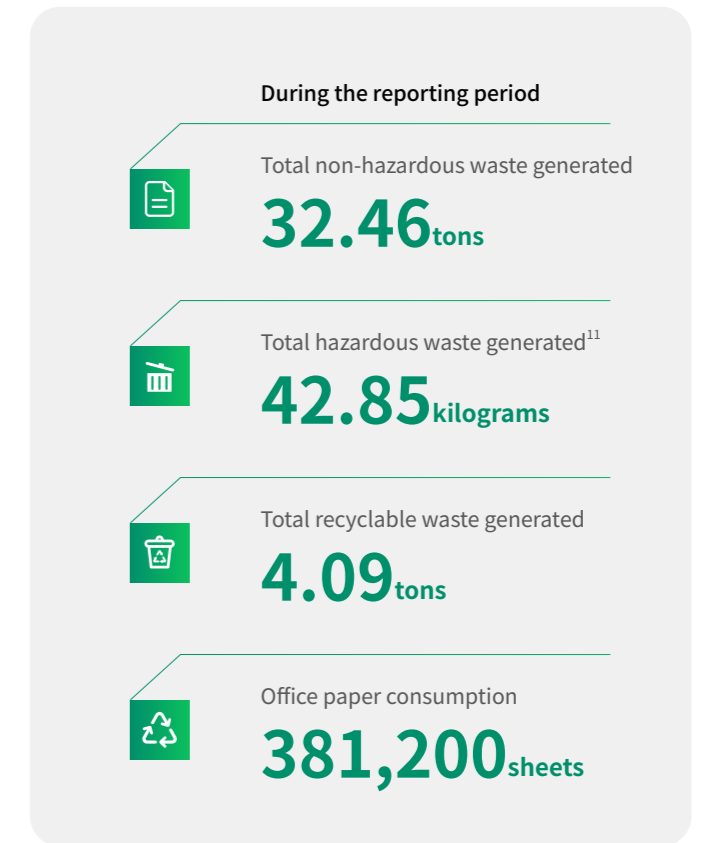 During the reporting period
Total non-hazardous waste generated
32.46tons
Total hazardous waste generated11
42.85kilograms
Total recyclable waste generated
4.09tons
Office paper consumption
381,200sheets